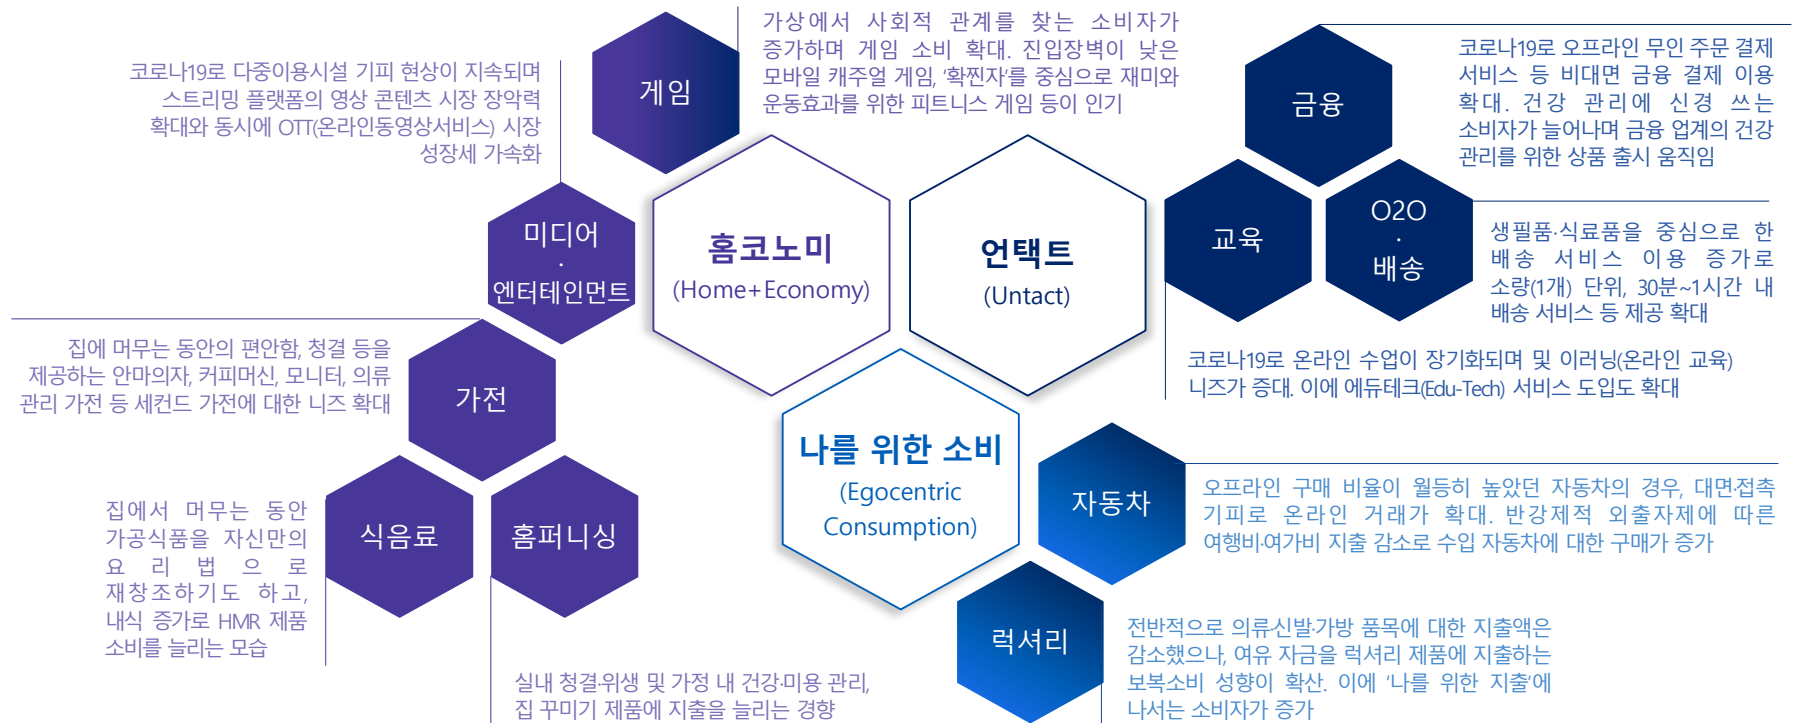 가상에서 사회적 관계를 찾는 소비자가
증가하며 게임 소비 확대. 진입장벽이 낮은
모바일 캐주얼 게임, '확찐자'를 중심으로 재미와
운동효과를 위한 피트니스 게임 등이 인기
게임
코로나19로 다중이용시설 기피 현상이 지속되며
스트리밍 플랫폼의 영상 콘텐츠 시장 장악력
확대와 동시에 OTT(온라인동영상서비스) 시장
성장세 가속화
미디어
·
엔터테인먼트
홈코노미
(Home+Economy)
집에 머무는 동안의 편안함, 청결 등을
제공하는 안마의자, 커피머신, 모니터, 의류
관리 가전 등 세컨드 가전에 대한 니즈 확대
가전
집에서 머무는 동안
가공식품을 자신만의
요리법으로
재창조하기도 하고,
내식 증가로 HMR 제품
소비를 늘리는 모습
식음료
홈퍼니싱
실내 청결·위생 및 가정 내 건강·미용 관리,
집 꾸미기 제품에 지출을 늘리는 경향
언택트
(Untact)
금융
코로나19로 오프라인 무인 주문 결제
서비스 등 비대면 금융 결제 이용
확대. 건강 관리에 신경 쓰는
소비자가 늘어나며 금융 업계의 건강
관리를 위한 상품 출시 움직임
교육
O2O
·
배송
생필품·식료품을 중심으로 한
배송 서비스 이용 증가로
소량(1개) 단위, 30분~1시간 내
배송 서비스 등 제공 확대
코로나19로 온라인 수업이 장기화되며 및 이러닝(온라인 교육)
니즈가 증대. 이에 에듀테크(Edu-Tech) 서비스 도입도 확대
나를 위한 소비
(Egocentric
Consumption)
자동차
오프라인 구매 비율이 월등히 높았던 자동차의 경우, 대면·접촉
기피로 온라인 거래가 확대. 반강제적 외출자제에 따른
여행비·여가비 지출 감소로 수입 자동차에 대한 구매가 증가
럭셔리
전반적으로 의류·신발·가방 품목에 대한 지출액은
감소했으나, 여유 자금을 럭셔리 제품에 지출하는
보복소비 성향이 확산. 이에 '나를 위한 지출'에
나서는 소비자가 증가